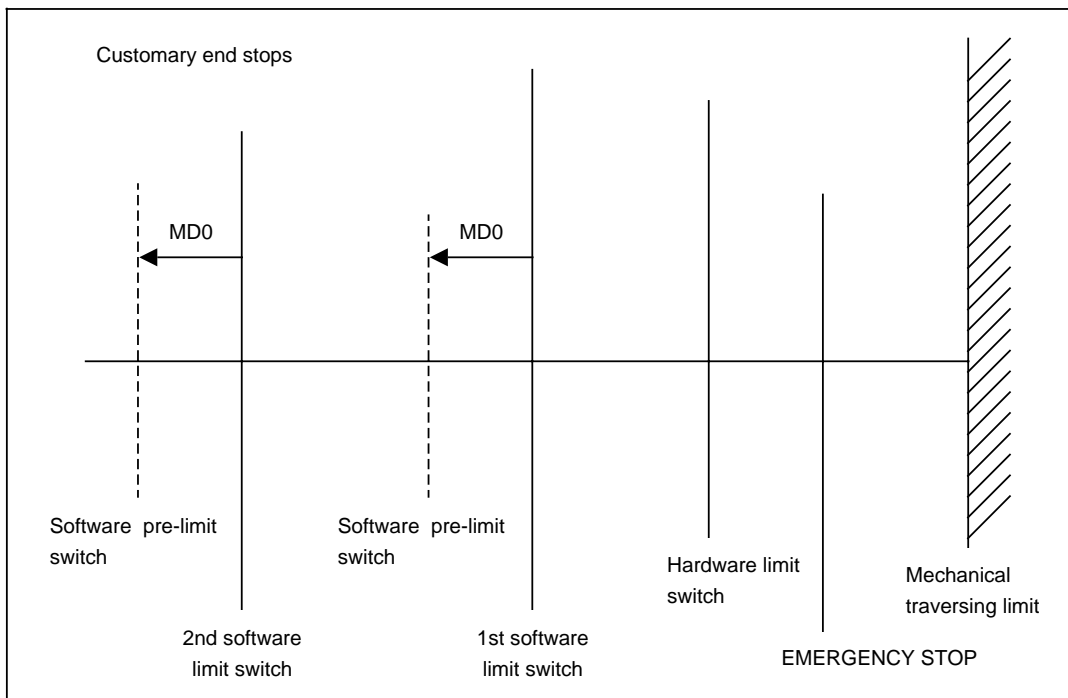 Customary end stops
MD0
MD0
Software pre-limit
switch
Software pre-limit
switch
Hardware limit
switch
Mechanical
traversing limit
2nd software
limit switch
1st software
limit switch
EMERGENCY STOP